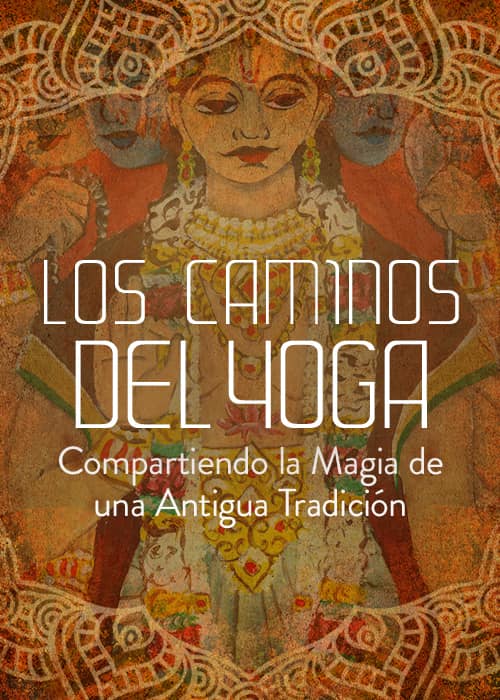 LOS CAMINOS
DEL YOGA
Compartiendo la Magia de
una Antigua Tradición